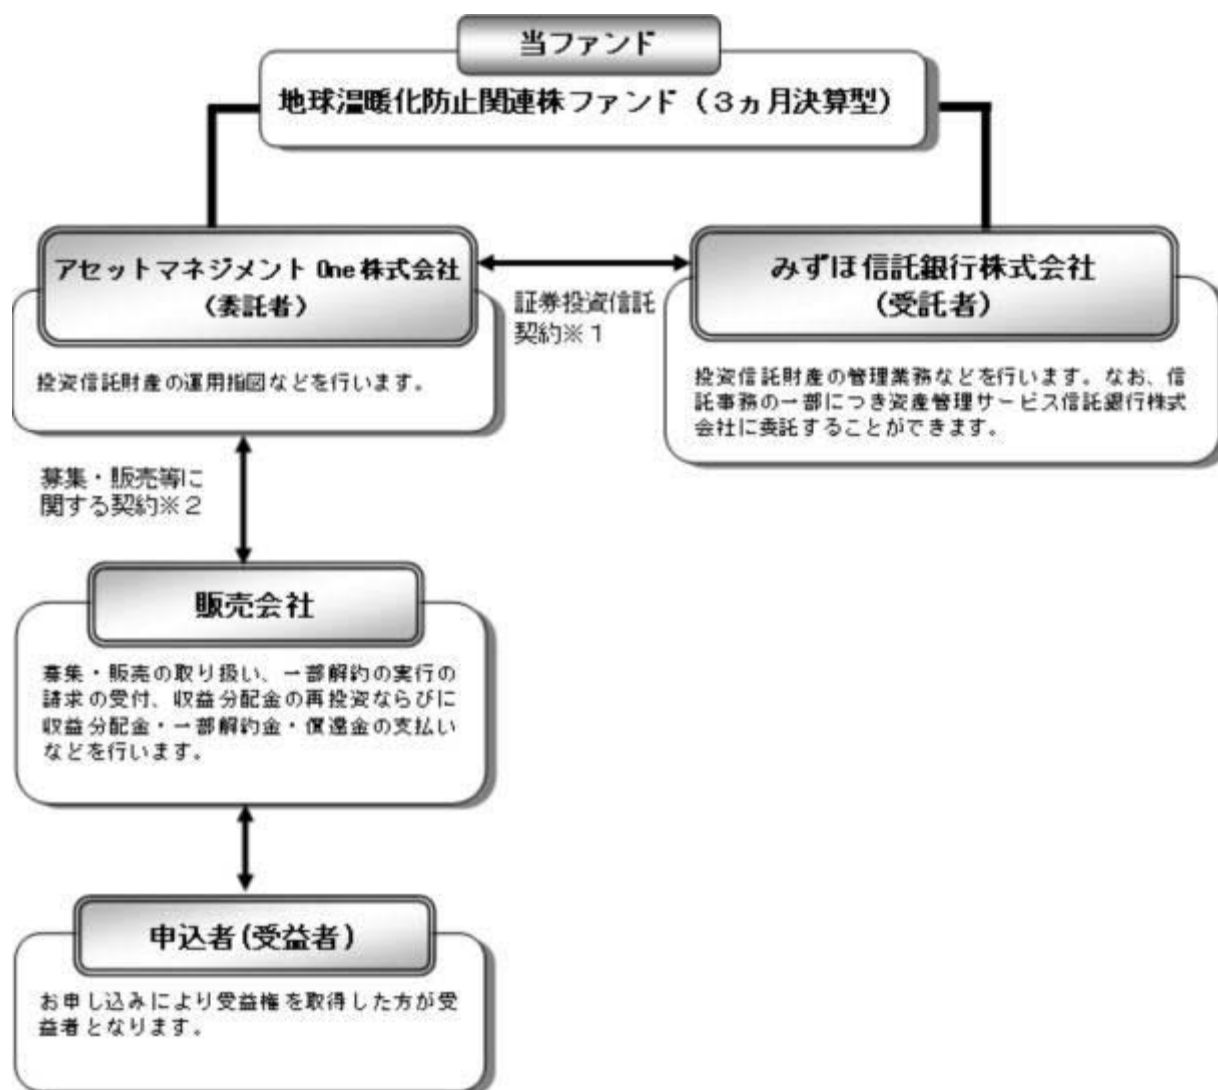 当ファンド
地球温暖化防止関連株ファンド（３ヵ月決算型）
アセットマネジメント One 株式会社
（委託者）
投資信託財産の運用指図などを行います。
証券投資信託
契約※１
みずほ信託銀行株式会社
（受託者）
投資信託財産の管理業務などを行います。なお、信
託事務の一部につき資産管理サービス信託銀行株式
会社に委託することができます。
募集・販売等に
関する契約※２
販売会社
募集・販売の取り扱い、一部解約の実行の
請求の受付、収益分配金の再投資ならびに
収益分配金・一部解約金・償還金の支払い
などを行います。
申込者(受益者)
お申し込みにより受益権を取得した方が受
益者となります。